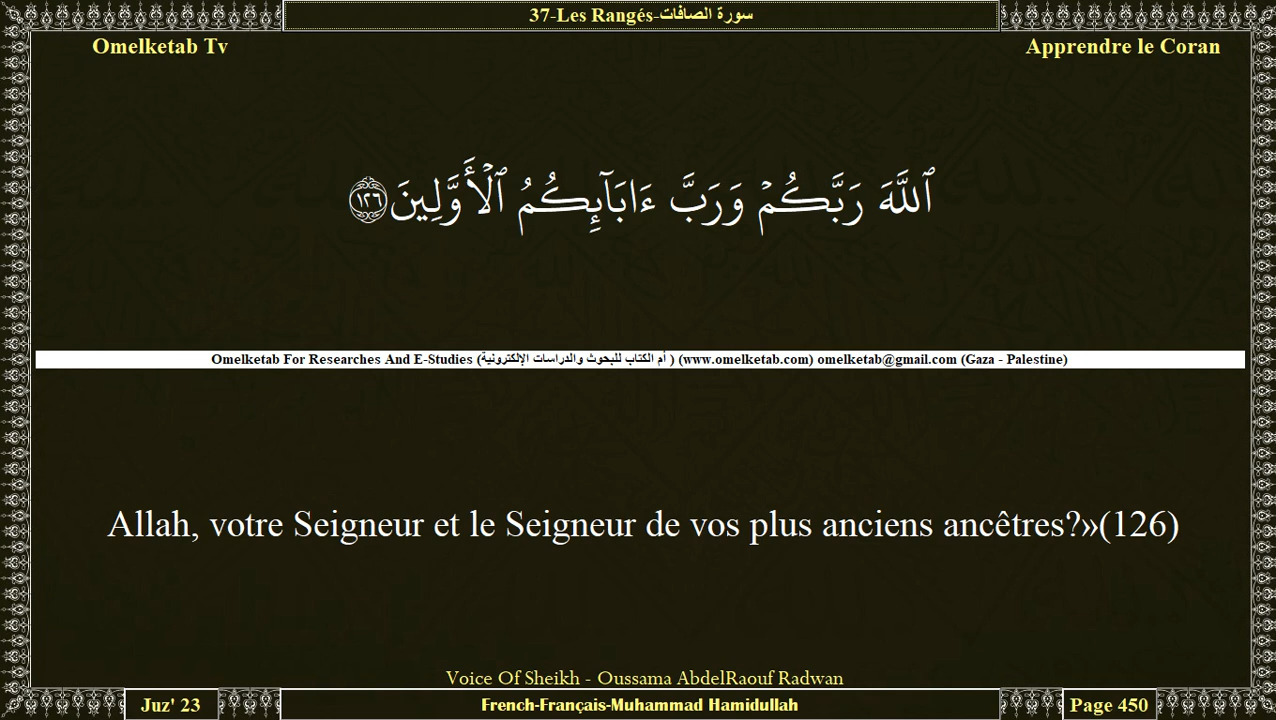 37-Les Rangés-سورة الصافات
Omelketab Tv
Apprendre le Coran
ٱللَّهَ رَبَّكُمْ وَرَبَّ ءَابَآئِكُمُ ٱلْأَوَّلِينَ ١٢٦
Omelketab For Researches And E-Studies (أم الكتاب للبحوث والدراسات الإلكترونية ) (www.omelketab.com) omelketab@gmail.com (Gaza - Palestine)
Allah, votre Seigneur et le Seigneur de vos plus anciens ancêtres?»(126)
Voice Of Sheikh - Oussama AbdelRaouf Radwan
Juz' 23
French-Français-Muhammad Hamidullah
Page 450